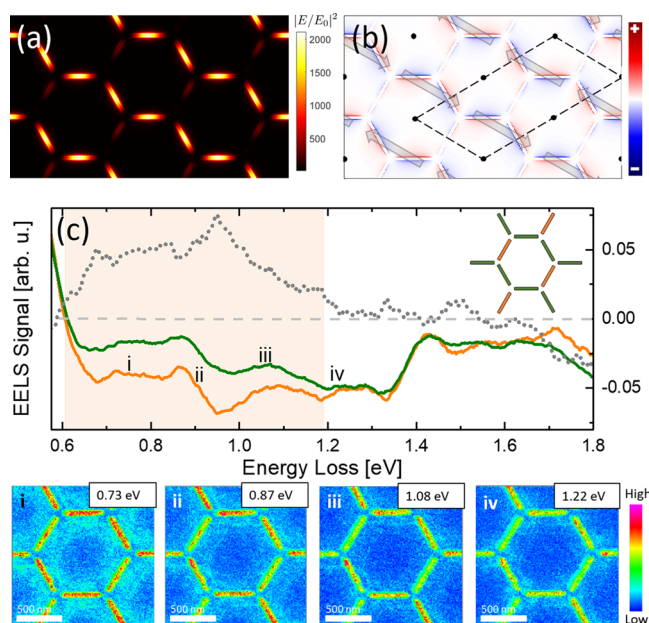 (a)
|E/E₀|²
2000
1500
1000
500
(b)
+
−
(c)
EELS Signal [arb. u.]
0.05
0.00
-0.05
i
ii
iii
iv
0.6 0.8 1.0 1.2 1.4 1.6 1.8
Energy Loss [eV]
i
0.73 eV
500 nm
ii
0.87 eV
500 nm
iii
1.08 eV
500 nm
iv
1.22 eV
500 nm
High
Low